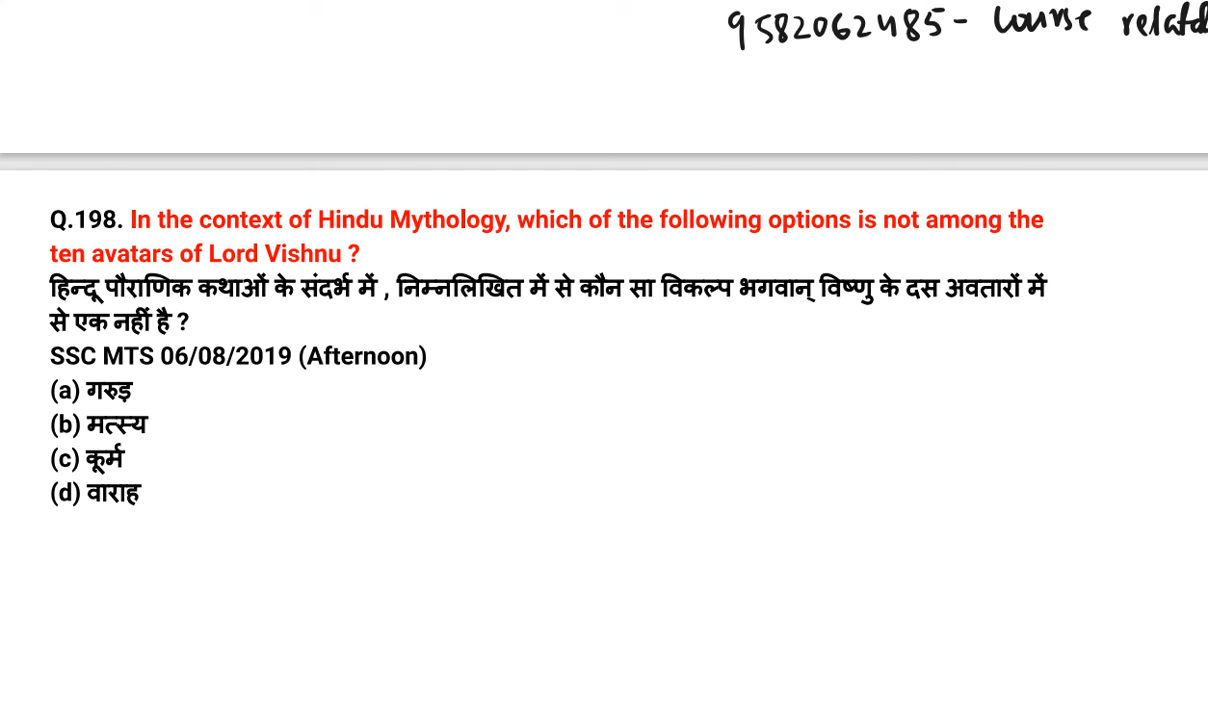 9582062485- Course related
Q.198. In the context of Hindu Mythology, which of the following options is not among the
ten avatars of Lord Vishnu ?
हिन्दू पौराणिक कथाओं के संदर्भ में , निम्नलिखित में से कौन सा विकल्प भगवान् विष्णु के दस अवतारों में
से एक नहीं है ?
SSC MTS 06/08/2019 (Afternoon)
(a) गरुड़
(b) मत्स्य
(c) कूर्म
(d) वाराह